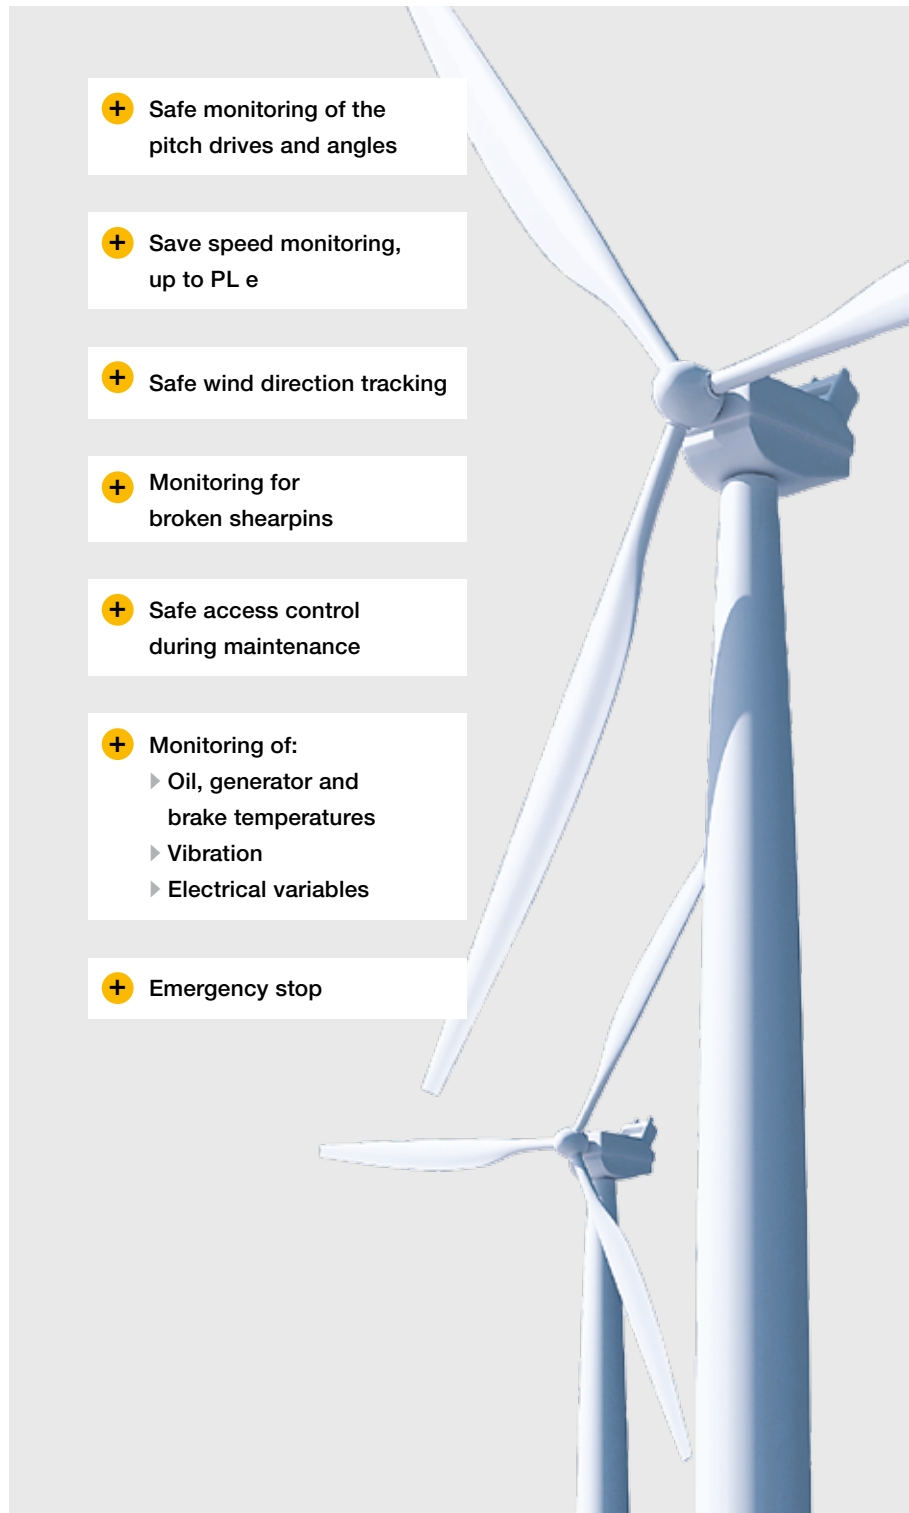 Safe monitoring of the
pitch drives and angles
Save speed monitoring,
up to PL e
Safe wind direction tracking
Monitoring for
broken shearpins
Safe access control
during maintenance
Monitoring of:
Oil, generator and
brake temperatures
Vibration
Electrical variables
Emergency stop